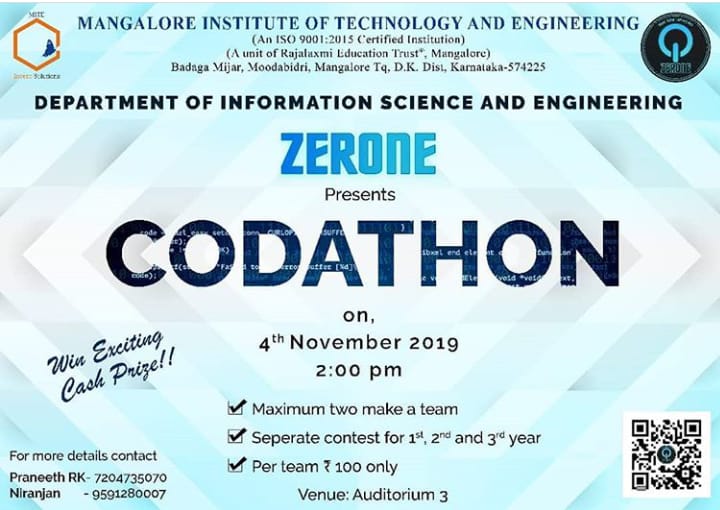 MITE
Invent Solutions
MANGALORE INSTITUTE OF TECHNOLOGY AND ENGINEERING
(An ISO 9001:2015 Certified Institution)
(A unit of Rajalaxmi Education Trust®, Mangalore)
Badaga Mijar, Moodabidri, Mangalore Tq, D.K. Dist, Karnataka-574225
ZERONE
DEPARTMENT OF INFORMATION SCIENCE AND ENGINEERING
ZERONE
Presents
CODATHON
on,
4th November 2019
2:00 pm
Win Exciting
Cash Prize!!
Maximum two make a team
Seperate contest for 1st, 2nd and 3rd year
Per team ₹ 100 only
Venue: Auditorium 3
For more details contact
Praneeth RK- 7204735070
Niranjan - 9591280007